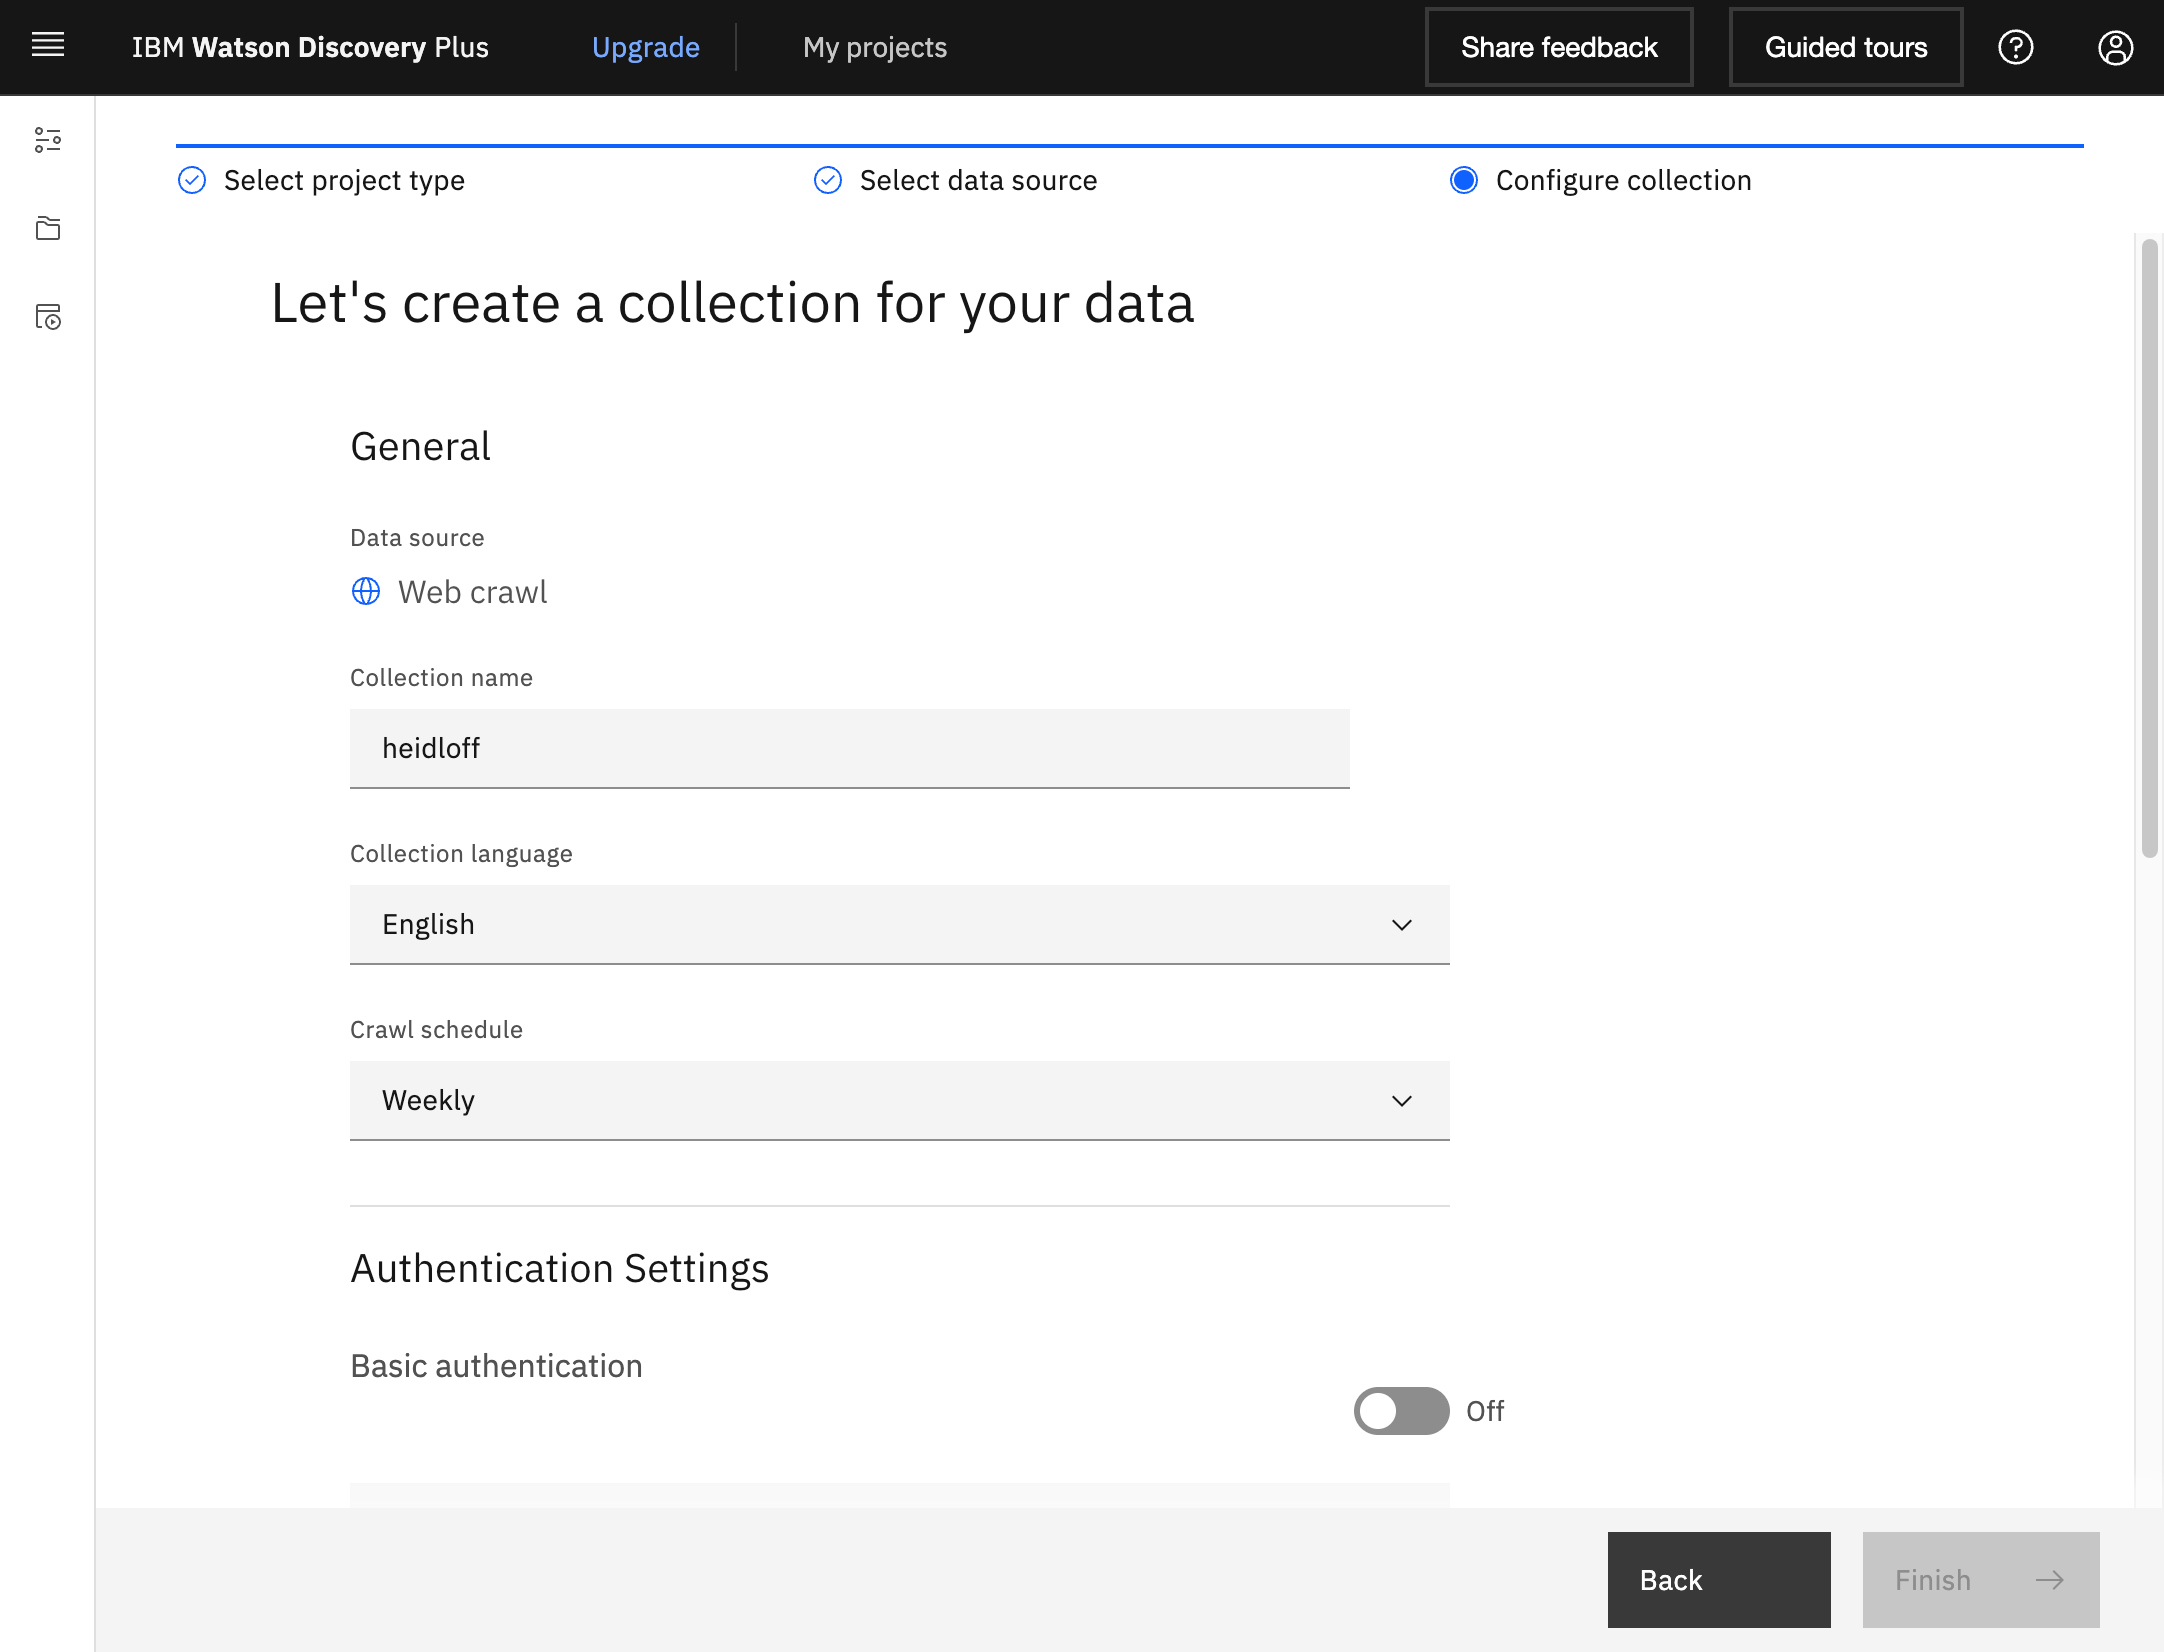 IBM Watson Discovery Plus
Upgrade
My projects
Share feedback
Guided tours
Select project type
Select data source
Configure collection
Let's create a collection for your data
General
Data source
Web crawl
Collection name
heidloff
Collection language
English
Crawl schedule
Weekly
Authentication Settings
Basic authentication
Off
Back
Finish